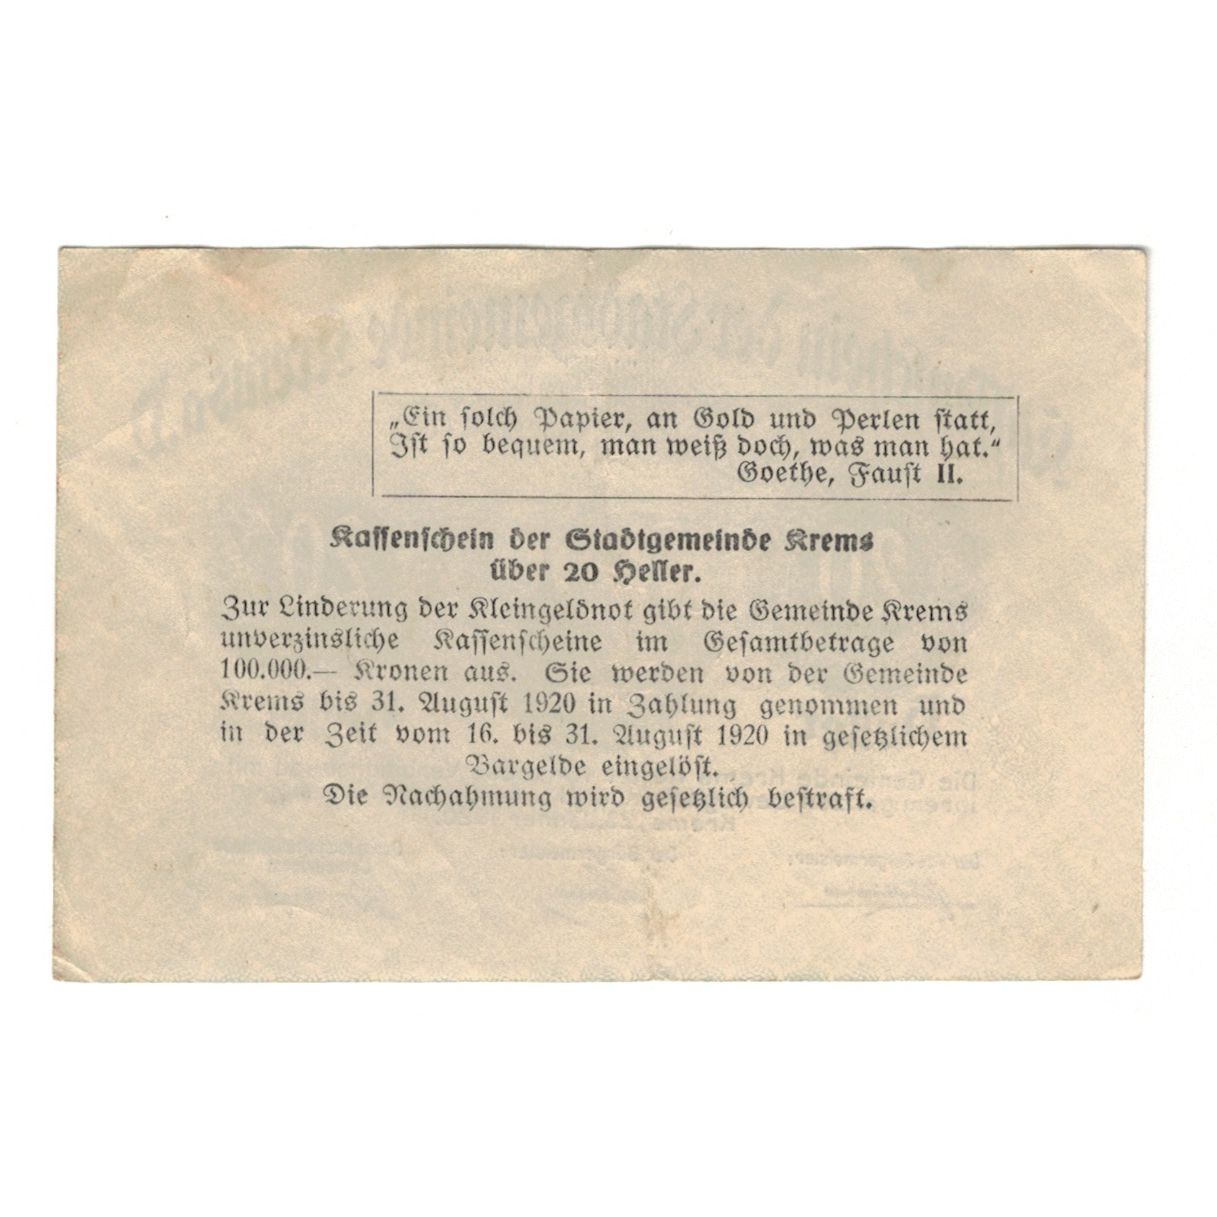 „Ein solch Papier, an Gold und Perlen statt,
Ist so bequem, man weiß doch, was man hat.“
Goethe, Faust II.
Kassenschein der Stadtgemeinde Krems
über 20 Heller.
Zur Linderung der Kleingeldnot gibt die Gemeinde Krems
unverzinsliche Kassenscheine im Gesamtbetrage von
100.000.— Kronen aus. Sie werden von der Gemeinde
Krems bis 31. August 1920 in Zahlung genommen und
in der Zeit vom 16. bis 31. August 1920 in gesetzlichem
Bargelde eingelöst.
Die Nachahmung wird gesetzlich bestraft.